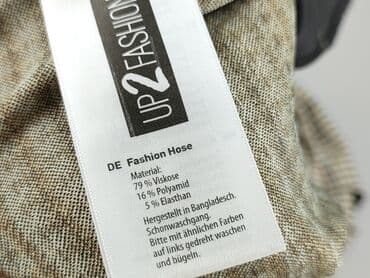 UP2FASHION
DE Fashion Hose
Material:
79 % Viskose
16 % Polyamid
5 % Elasthan
Hergestellt in Bangladesch.
Schonwaschgang.
Bitte mit ähnlichen Farben
auf links gedreht waschen
und bügeln.